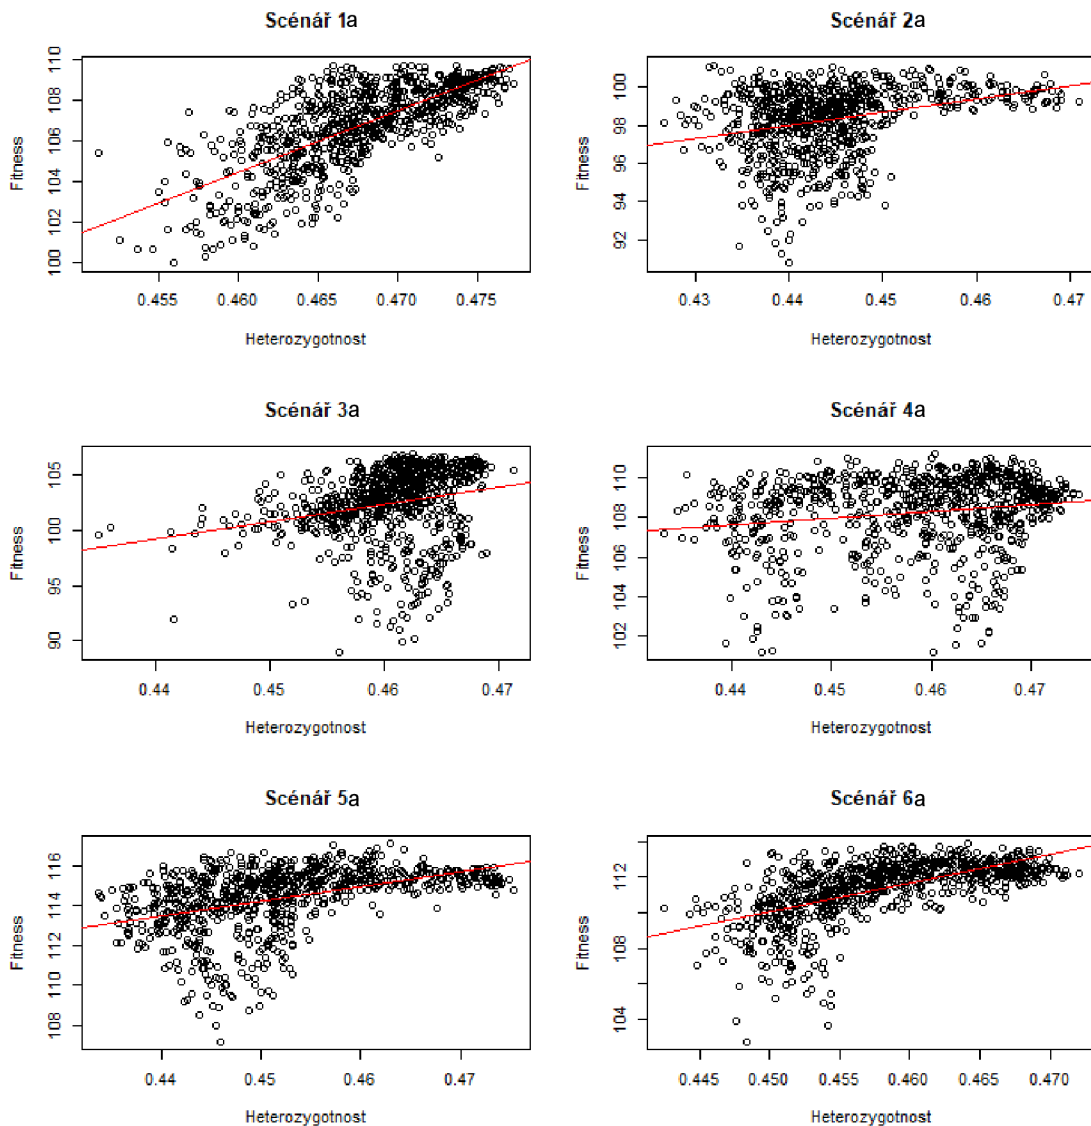 Scénář 1a
Fitness
100 102 104 106 108 110
0.455 0.460 0.465 0.470 0.475
Heterozygotnost
Scénář 2a
Fitness
92 94 96 98 100
0.43 0.44 0.45 0.46 0.47
Heterozygotnost
Scénář 3a
Fitness
90 95 100 105
0.44 0.45 0.46 0.47
Heterozygotnost
Scénář 4a
Fitness
102 104 106 108 110
0.44 0.45 0.46 0.47
Heterozygotnost
Scénář 5a
Fitness
108 110 112 114 116
0.44 0.45 0.46 0.47
Heterozygotnost
Scénář 6a
Fitness
104 108 112
0.445 0.450 0.455 0.460 0.465 0.470
Heterozygotnost